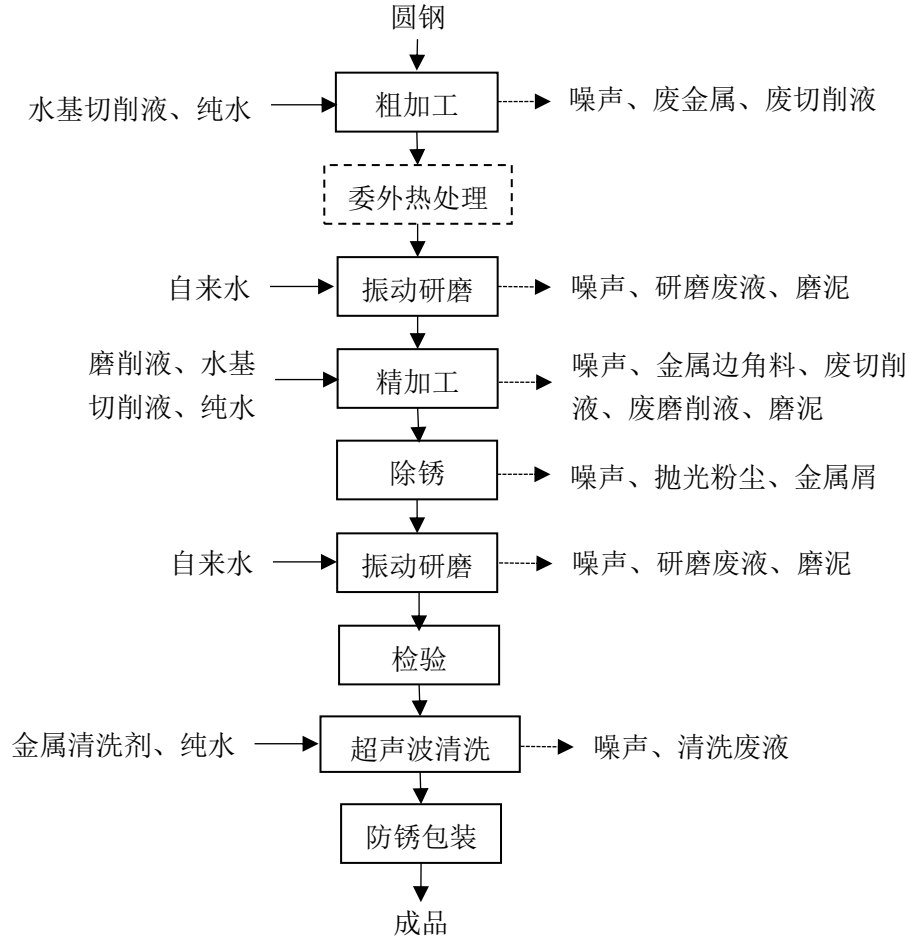 圆钢
水基切削液、纯水
粗加工
噪声、废金属、废切削液
委外热处理
自来水
振动研磨
噪声、研磨废液、磨泥
磨削液、水基
切削液、纯水
精加工
噪声、金属边角料、废切削
液、废磨削液、磨泥
除锈
噪声、抛光粉尘、金属屑
自来水
振动研磨
噪声、研磨废液、磨泥
检验
金属清洗剂、纯水
超声波清洗
噪声、清洗废液
防锈包装
成品